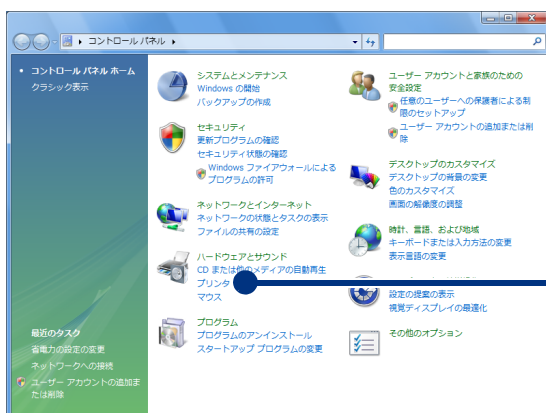 コントロール パネル
コントロール パネル ホーム
クラシック表示
システムとメンテナンス
Windows の開始
バックアップの作成
セキュリティ
更新プログラムの確認
セキュリティ状態の確認
Windows ファイアウォールによる
プログラムの許可
ネットワークとインターネット
ネットワークの状態とタスクの表示
ファイルの共有の設定
ハードウェアとサウンド
CD または他のメディアの自動再生
プリンタ
マウス
プログラム
プログラムのアンインストール
スタートアップ プログラムの変更
ユーザー アカウントと家族のための
安全設定
任意のユーザーへの保護者による制
限のセットアップ
ユーザー アカウントの追加または削
除
デスクトップのカスタマイズ
デスクトップの背景の変更
色のカスタマイズ
画面の解像度の調整
時計、言語、および地域
キーボードまたは入力方法の変更
表示言語の変更
設定の提案の表示
視覚ディスプレイの最適化
その他のオプション
最近のタスク
省電力の設定の変更
ネットワークへの接続
ユーザー アカウントの追加ま
たは削除